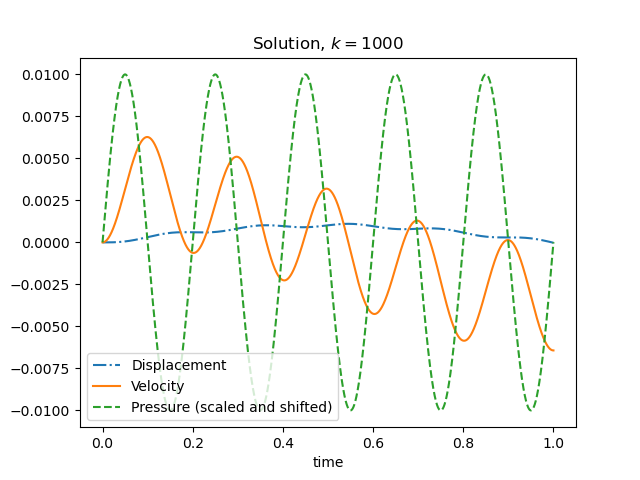 Solution, k = 1000
0.0100
0.0075
0.0050
0.0025
0.0000
−0.0025
−0.0050
−0.0075
−0.0100
Displacement
Velocity
Pressure (scaled and shifted)
0.0 0.2 0.4 0.6 0.8 1.0
time